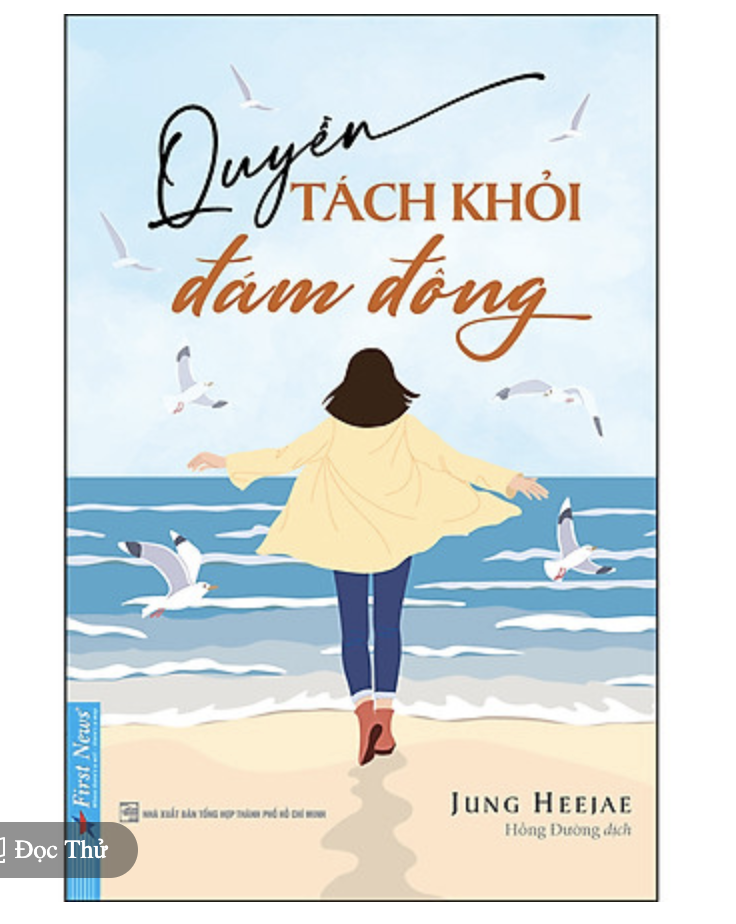 Quyền
TÁCH KHỎI
đám đông
First News
NHÀ XUẤT BẢN TỔNG HỢP THÀNH PHỐ HỒ CHÍ MINH
JUNG HEEJAE
Hồng Đường dịch
Đọc Thử